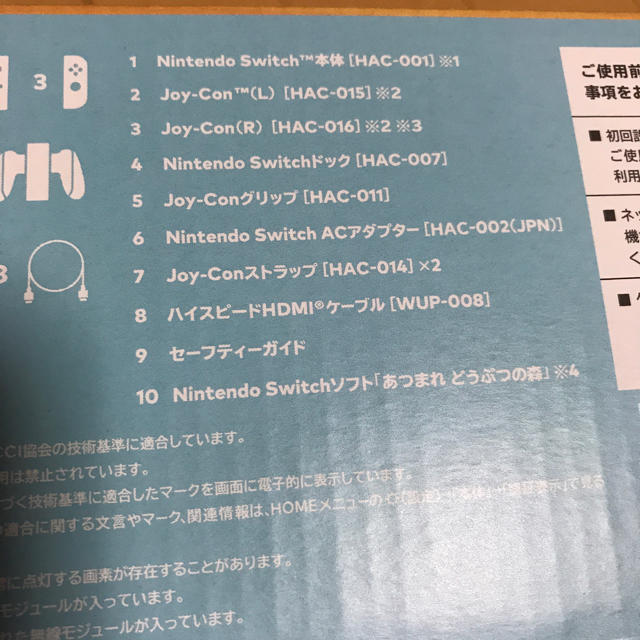 3
1 Nintendo Switch™本体[HAC-001]※1
2 Joy-Con™(L) [HAC-015]※2
3 Joy-Con(R) [HAC-016]※2 ※3
4 Nintendo Switchドック[HAC-007]
5 Joy-Conグリップ[HAC-011]
6 Nintendo Switch ACアダプター[HAC-002(JPN)]
7 Joy-Conストラップ[HAC-014]×2
8 ハイスピードHDMI®ケーブル[WUP-008]
9 セーフティーガイド
10 Nintendo Switchソフト「あつまれ どうぶつの森」※4
ご使用前
事項をお
■ 初回
ご使
利用
■ ネッ
機
く
CCI協会の技術基準に適合しています。
用は禁止されています。
づく技術基準に適合したマークを画面に電子的に表示しています。
適合に関する文言やマーク、関連情報は、HOMEメニューの
に点灯する画素が存在することがあります。
モジュールが入っています。
無線モジュールが入っています。